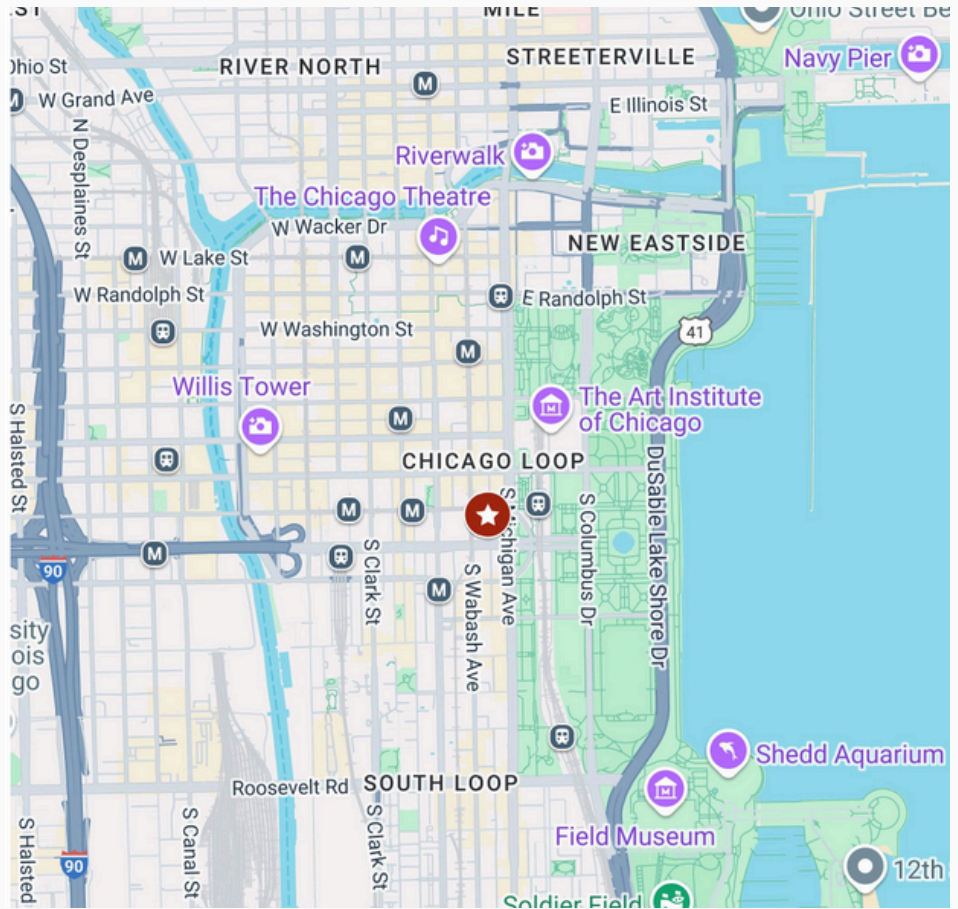 MILE
Ohio Street Be
Ohio St
RIVER NORTH
STREETERVILLE
Navy Pier
M
M
W Grand Ave
E Illinois St
N Desplaines St
Riverwalk
The Chicago Theatre
W Wacker Dr
NEW EASTSIDE
M
W Lake St
M
W Randolph St
E Randolph St
W Washington St
41
M
Willis Tower
The Art Institute
of Chicago
M
S Halsted St
CHICAGO LOOP
DuSable Lake Shore Dr
M
M
S Michigan Ave
S Columbus Dr
M
90
S Clark St
M
S Wabash Ave
sity
ois
go
Shedd Aquarium
Roosevelt Rd
SOUTH LOOP
Field Museum
S Halsted
S Canal St
S Clark St
90
12th
Soldier Field